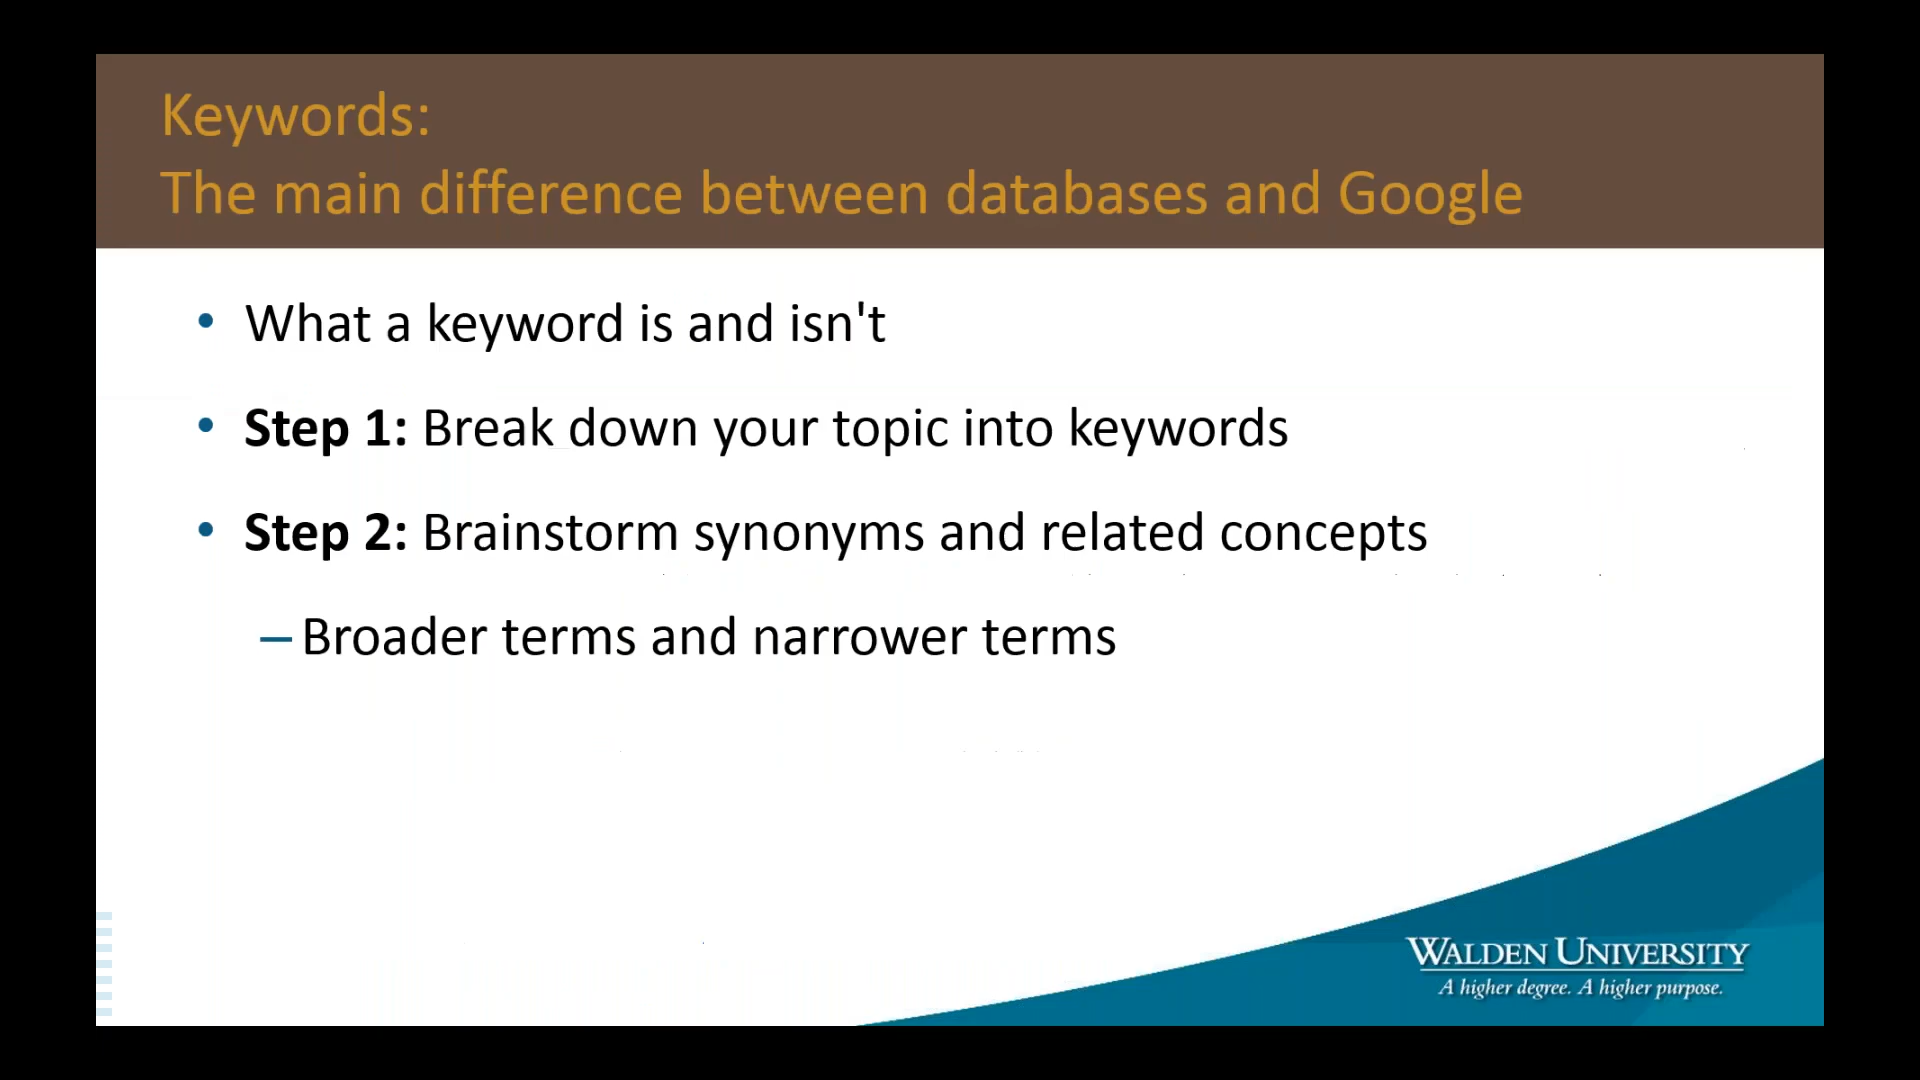 Keywords:
The main difference between databases and Google
• What a keyword is and isn't
• Step 1: Break down your topic into keywords
• Step 2: Brainstorm synonyms and related concepts
– Broader terms and narrower terms
WALDEN UNIVERSITY
A higher degree. A higher purpose.